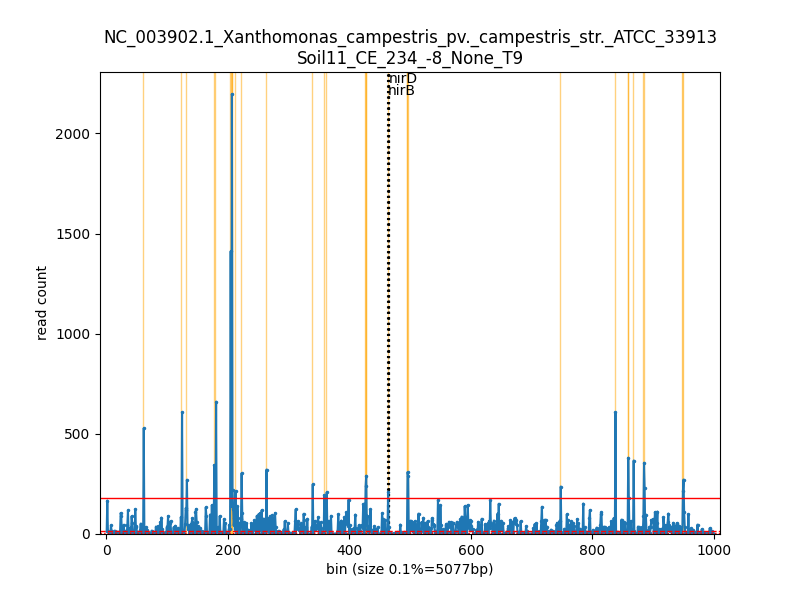 NC_003902.1_Xanthomonas_campestris_pv._campestris_str._ATCC_33913
Soil11_CE_234_-8_None_T9
nirD
nirB
2000
1500
1000
500
0
read count
0 200 400 600 800 1000
bin (size 0.1%=5077bp)